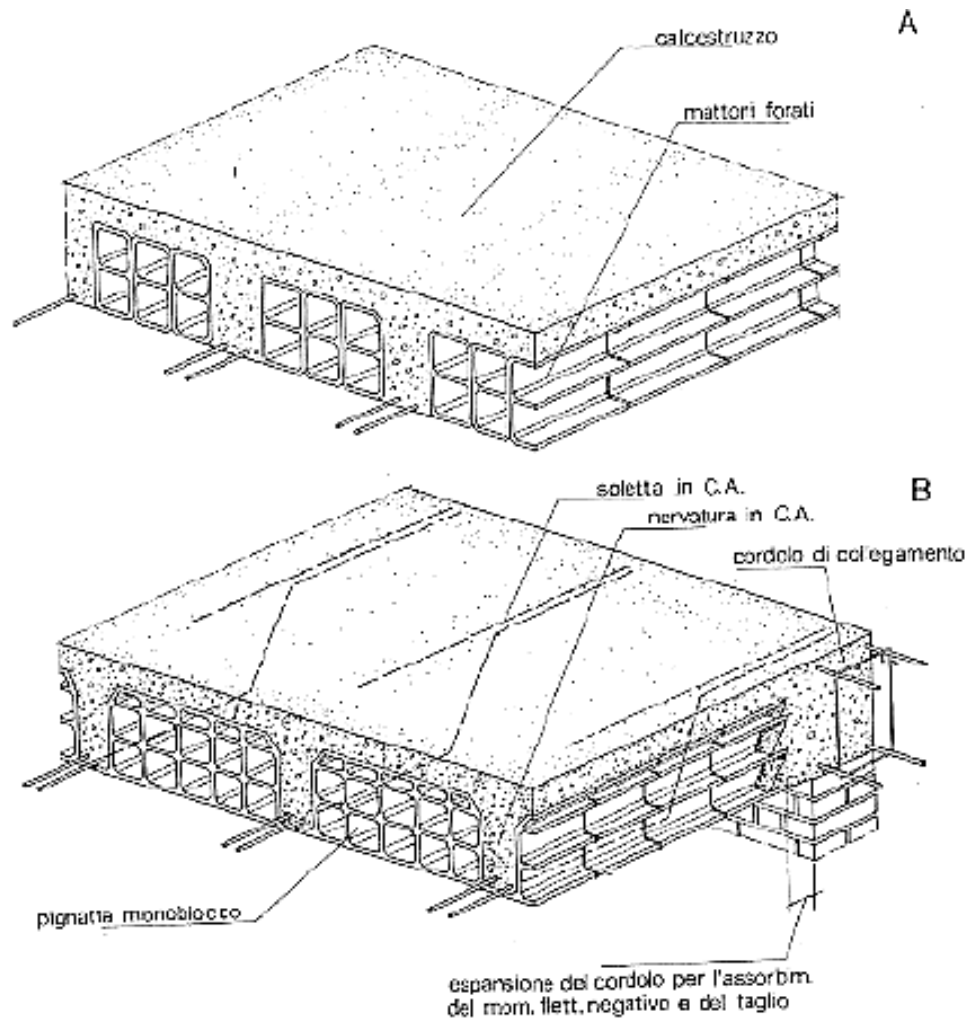 A
calcestruzzo
mattoni forati
B
soletta in C.A.
nervatura in C.A.
cordolo di collegamento
pignatta monoblocco
espansione del cordolo per l'assorbim.
del mom. flett. negativo e del taglio